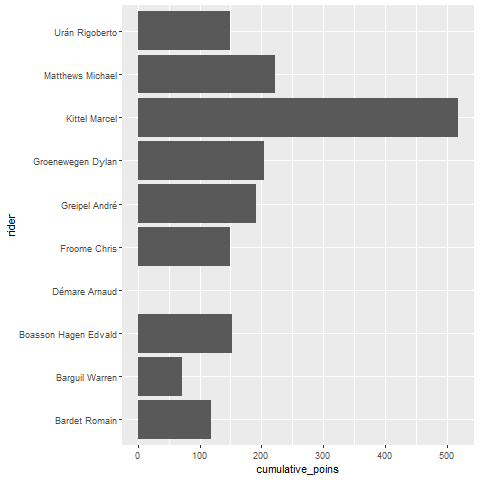 Urán Rigoberto
Matthews Michael
Kittel Marcel
Groenewegen Dylan
Greipel André
Froome Chris
Démare Arnaud
Boasson Hagen Edvald
Barguil Warren
Bardet Romain
rider
0 100 200 300 400 500
cumulative_poins